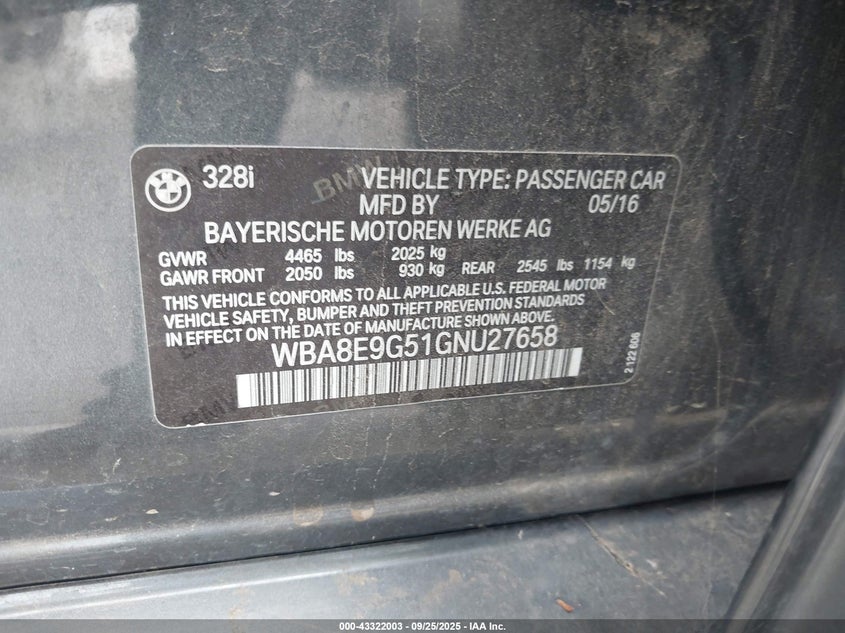 328i VEHICLE TYPE: PASSENGER CAR
MFD BY 05/16
BAYERISCHE MOTOREN WERKE AG
GVWR 4465 lbs 2025 kg
GAWR FRONT 2050 lbs 930 kg REAR 2545 lbs 1154 kg
THIS VEHICLE CONFORMS TO ALL APPLICABLE U.S. FEDERAL MOTOR
VEHICLE SAFETY, BUMPER AND THEFT PREVENTION STANDARDS
IN EFFECT ON THE DATE OF MANUFACTURE SHOWN ABOVE.
WBA8E9G51GNU27658
2 122 606
000-43322003 - 09/25/2025 - IAA Inc.